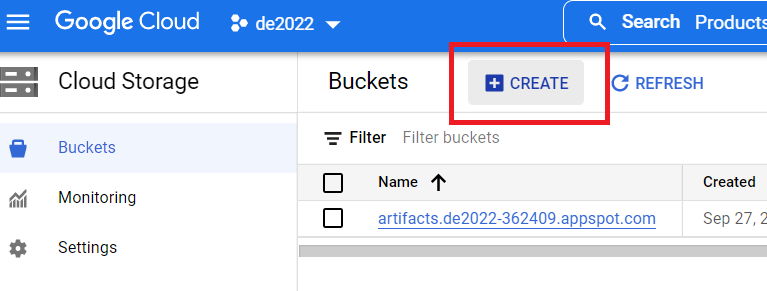 Google Cloud de2022 Search Products
Cloud Storage
Buckets CREATE REFRESH
Buckets
Monitoring
Settings
Filter Filter buckets
Name Created
artifacts.de2022-362409.appspot.com Sep 27, 2